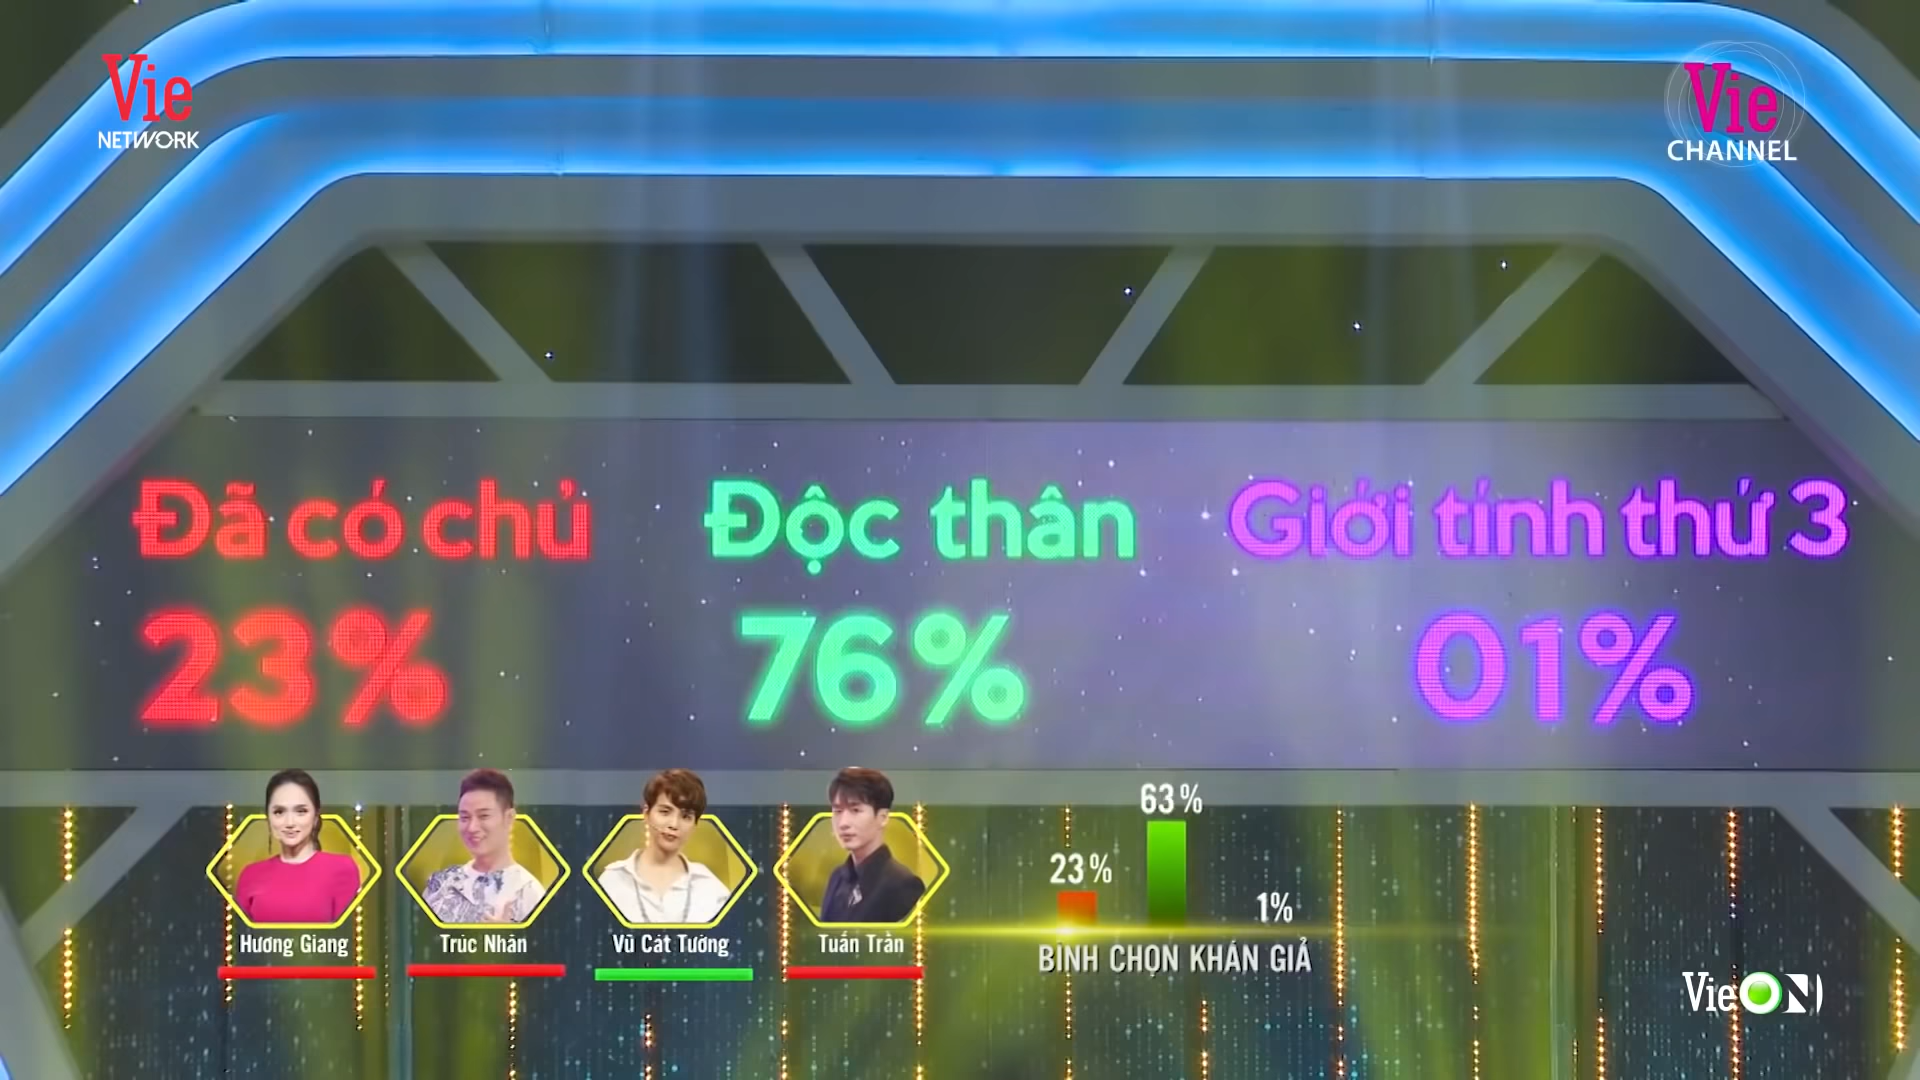 Vie
NETWORK
Vie
CHANNEL
Đã có chủ
Độc thân
Giới tính thứ 3
23%
76%
01%
63%
23%
1%
Hương Giang
Trúc Nhân
Vũ Cát Tường
Tuấn Trần
BÌNH CHỌN KHÁN GIẢ
VieON